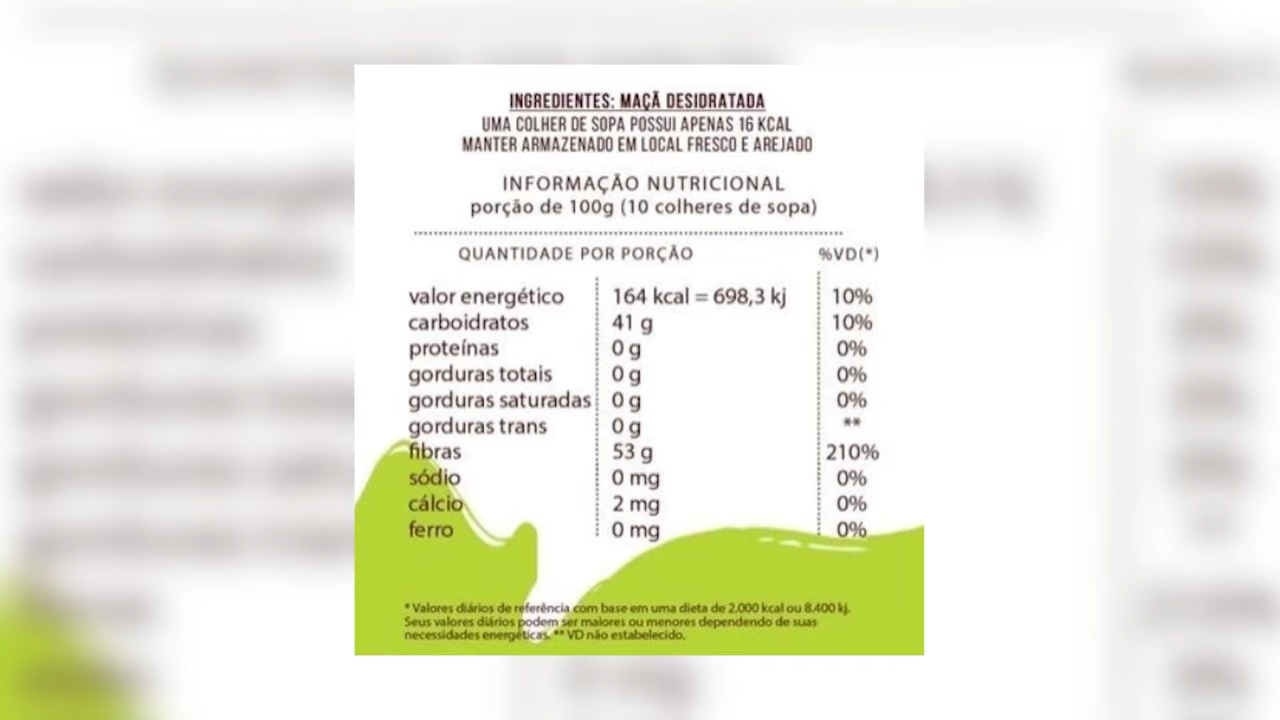 INGREDIENTES: MAÇÃ DESIDRATADA
UMA COLHER DE SOPA POSSUI APENAS 16 KCAL
MANTER ARMAZENADO EM LOCAL FRESCO E AREJADO
INFORMAÇÃO NUTRICIONAL
porção de 100g (10 colheres de sopa)
QUANTIDADE POR PORÇÃO %VD(*)
valor energético 164 kcal = 698,3 kj 10%
carboidratos 41 g 10%
proteínas 0 g 0%
gorduras totais 0 g 0%
gorduras saturadas 0 g 0%
gorduras trans 0 g **
fibras 53 g 210%
sódio 0 mg 0%
cálcio 2 mg 0%
ferro 0 mg 0%
* Valores diários de referência com base em uma dieta de 2.000 kcal ou 8.400 kj.
Seus valores diários podem ser maiores ou menores dependendo de suas
necessidades energéticas. ** VD não estabelecido.